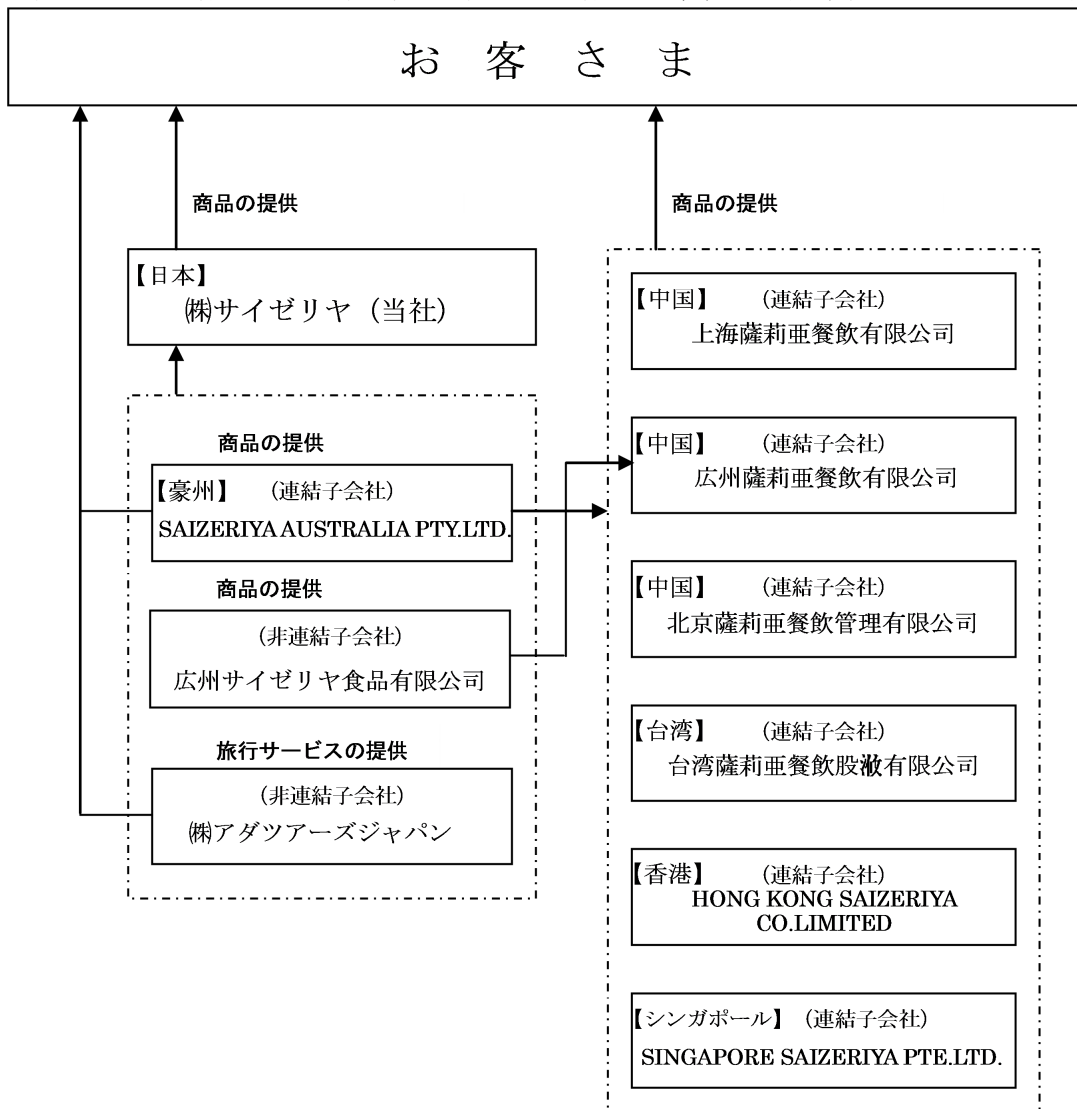 お 客 さ ま
商品の提供
商品の提供
【日本】
㈱サイゼリヤ（当社）
商品の提供
【豪州】 （連結子会社）
SAIZERIYA AUSTRALIA PTY.LTD.
商品の提供
（非連結子会社）
広州サイゼリヤ食品有限公司
旅行サービスの提供
（非連結子会社）
㈱アダツアーズジャパン
【中国】 （連結子会社）
上海薩莉亜餐飲有限公司
【中国】 （連結子会社）
広州薩莉亜餐飲有限公司
【中国】 （連結子会社）
北京薩莉亜餐飲管理有限公司
【台湾】 （連結子会社）
台湾薩莉亜餐飲股有限公司
【香港】 （連結子会社）
HONG KONG SAIZERIYA
CO.LIMITED
【シンガポール】 （連結子会社）
SINGAPORE SAIZERIYA PTE.LTD.